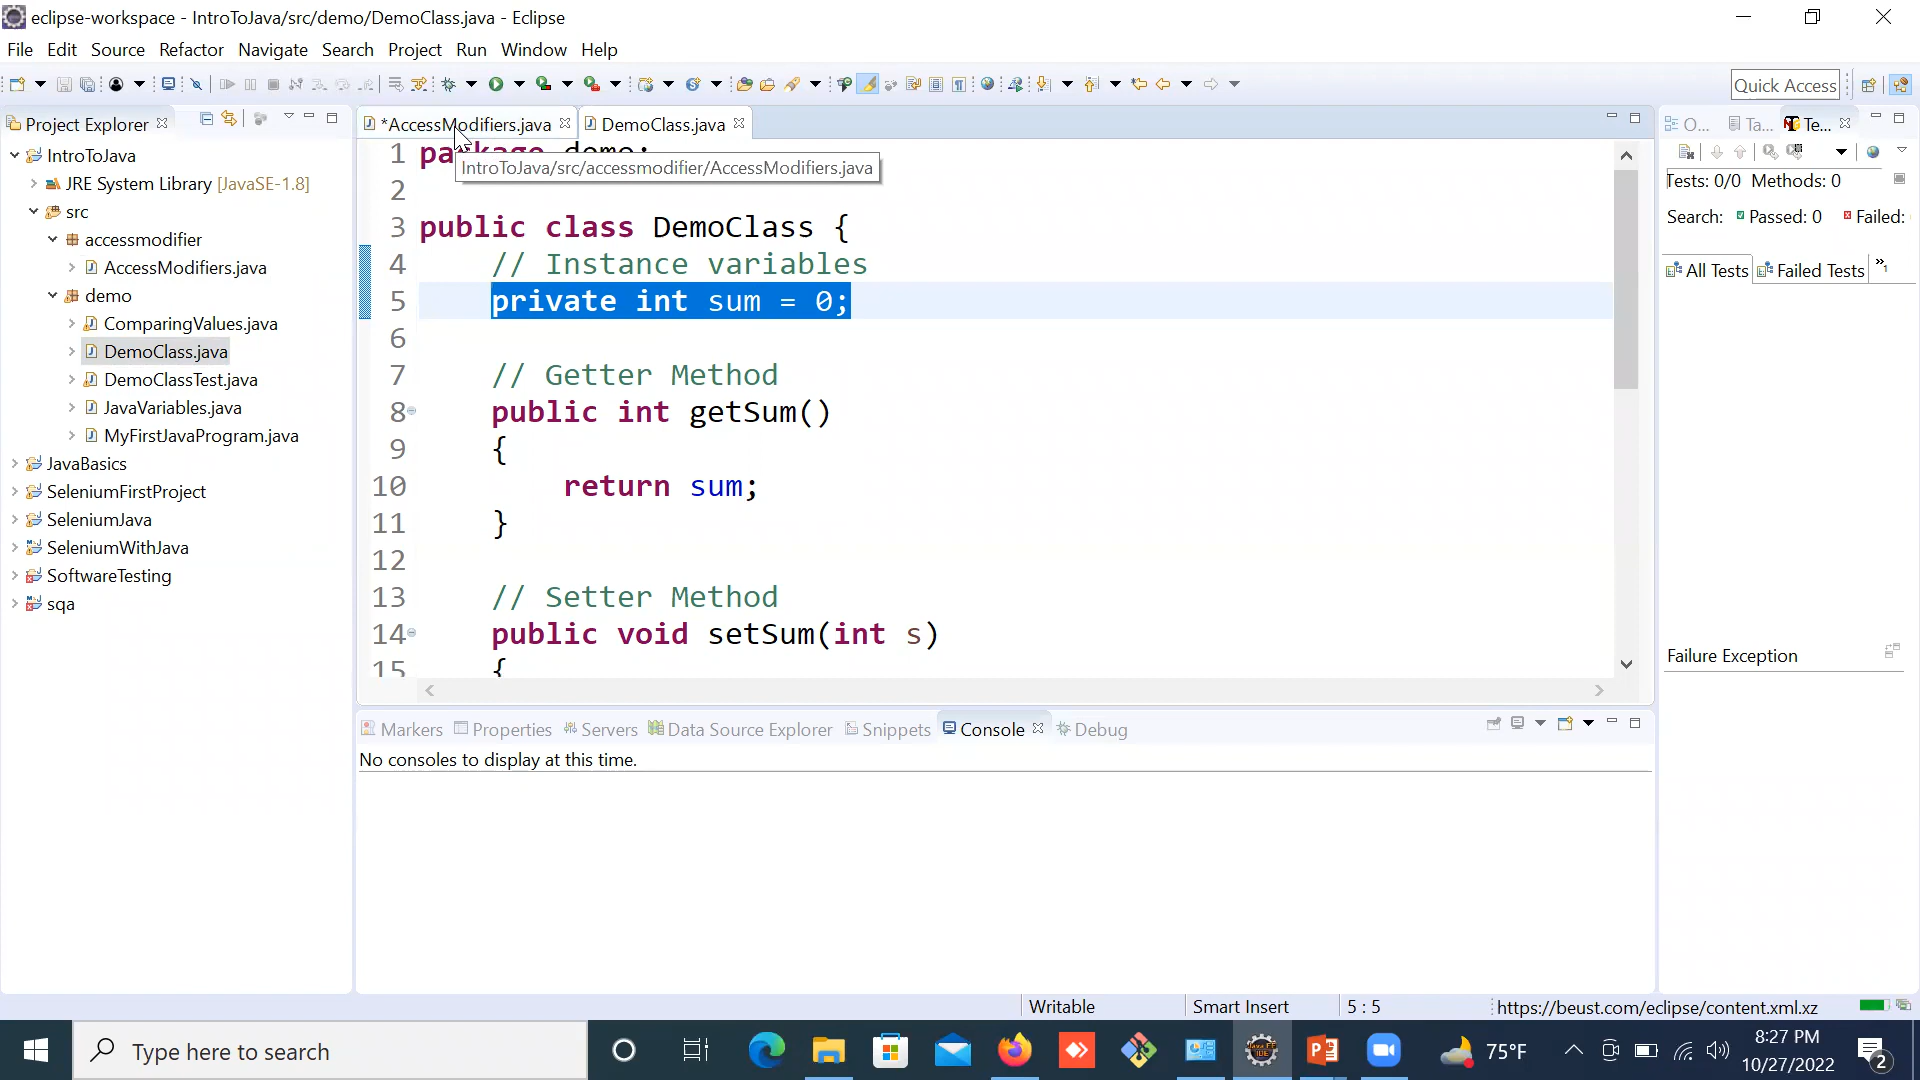 eclipse-workspace - IntroToJava/src/demo/DemoClass.java - Eclipse
File Edit Source Refactor Navigate Search Project Run Window Help
Quick Access
Project Explorer
*AccessModifiers.java
DemoClass.java
O...
Ta...
Te...
IntroToJava
JRE System Library [JavaSE-1.8]
src
accessmodifier
AccessModifiers.java
demo
ComparingValues.java
DemoClass.java
DemoClassTest.java
JavaVariables.java
MyFirstJavaProgram.java
JavaBasics
SeleniumFirstProject
SeleniumJava
SeleniumWithJava
SoftwareTesting
sqa
1 package demo;
IntroToJava/src/accessmodifier/AccessModifiers.java
2
3 public class DemoClass {
4 // Instance variables
5 private int sum = 0;
6
7 // Getter Method
8 public int getSum()
9 {
10 return sum;
11 }
12
13 // Setter Method
14 public void setSum(int s)
15 {
Tests: 0/0 Methods: 0
Search: Passed: 0 Failed:
All Tests Failed Tests »1
Failure Exception
Markers Properties Servers Data Source Explorer Snippets Console Debug
No consoles to display at this time.
Writable Smart Insert 5 : 5 https://beust.com/eclipse/content.xml.xz
Type here to search
75°F
8:27 PM
10/27/2022
2